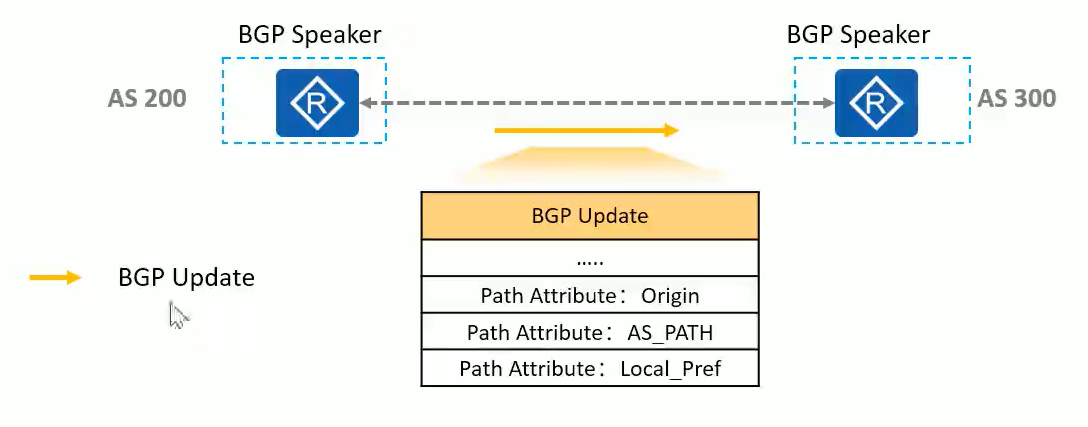 BGP Speaker
BGP Speaker
AS 200
R
R
AS 300
BGP Update
.....
Path Attribute：Origin
Path Attribute：AS_PATH
Path Attribute：Local_Pref
BGP Update